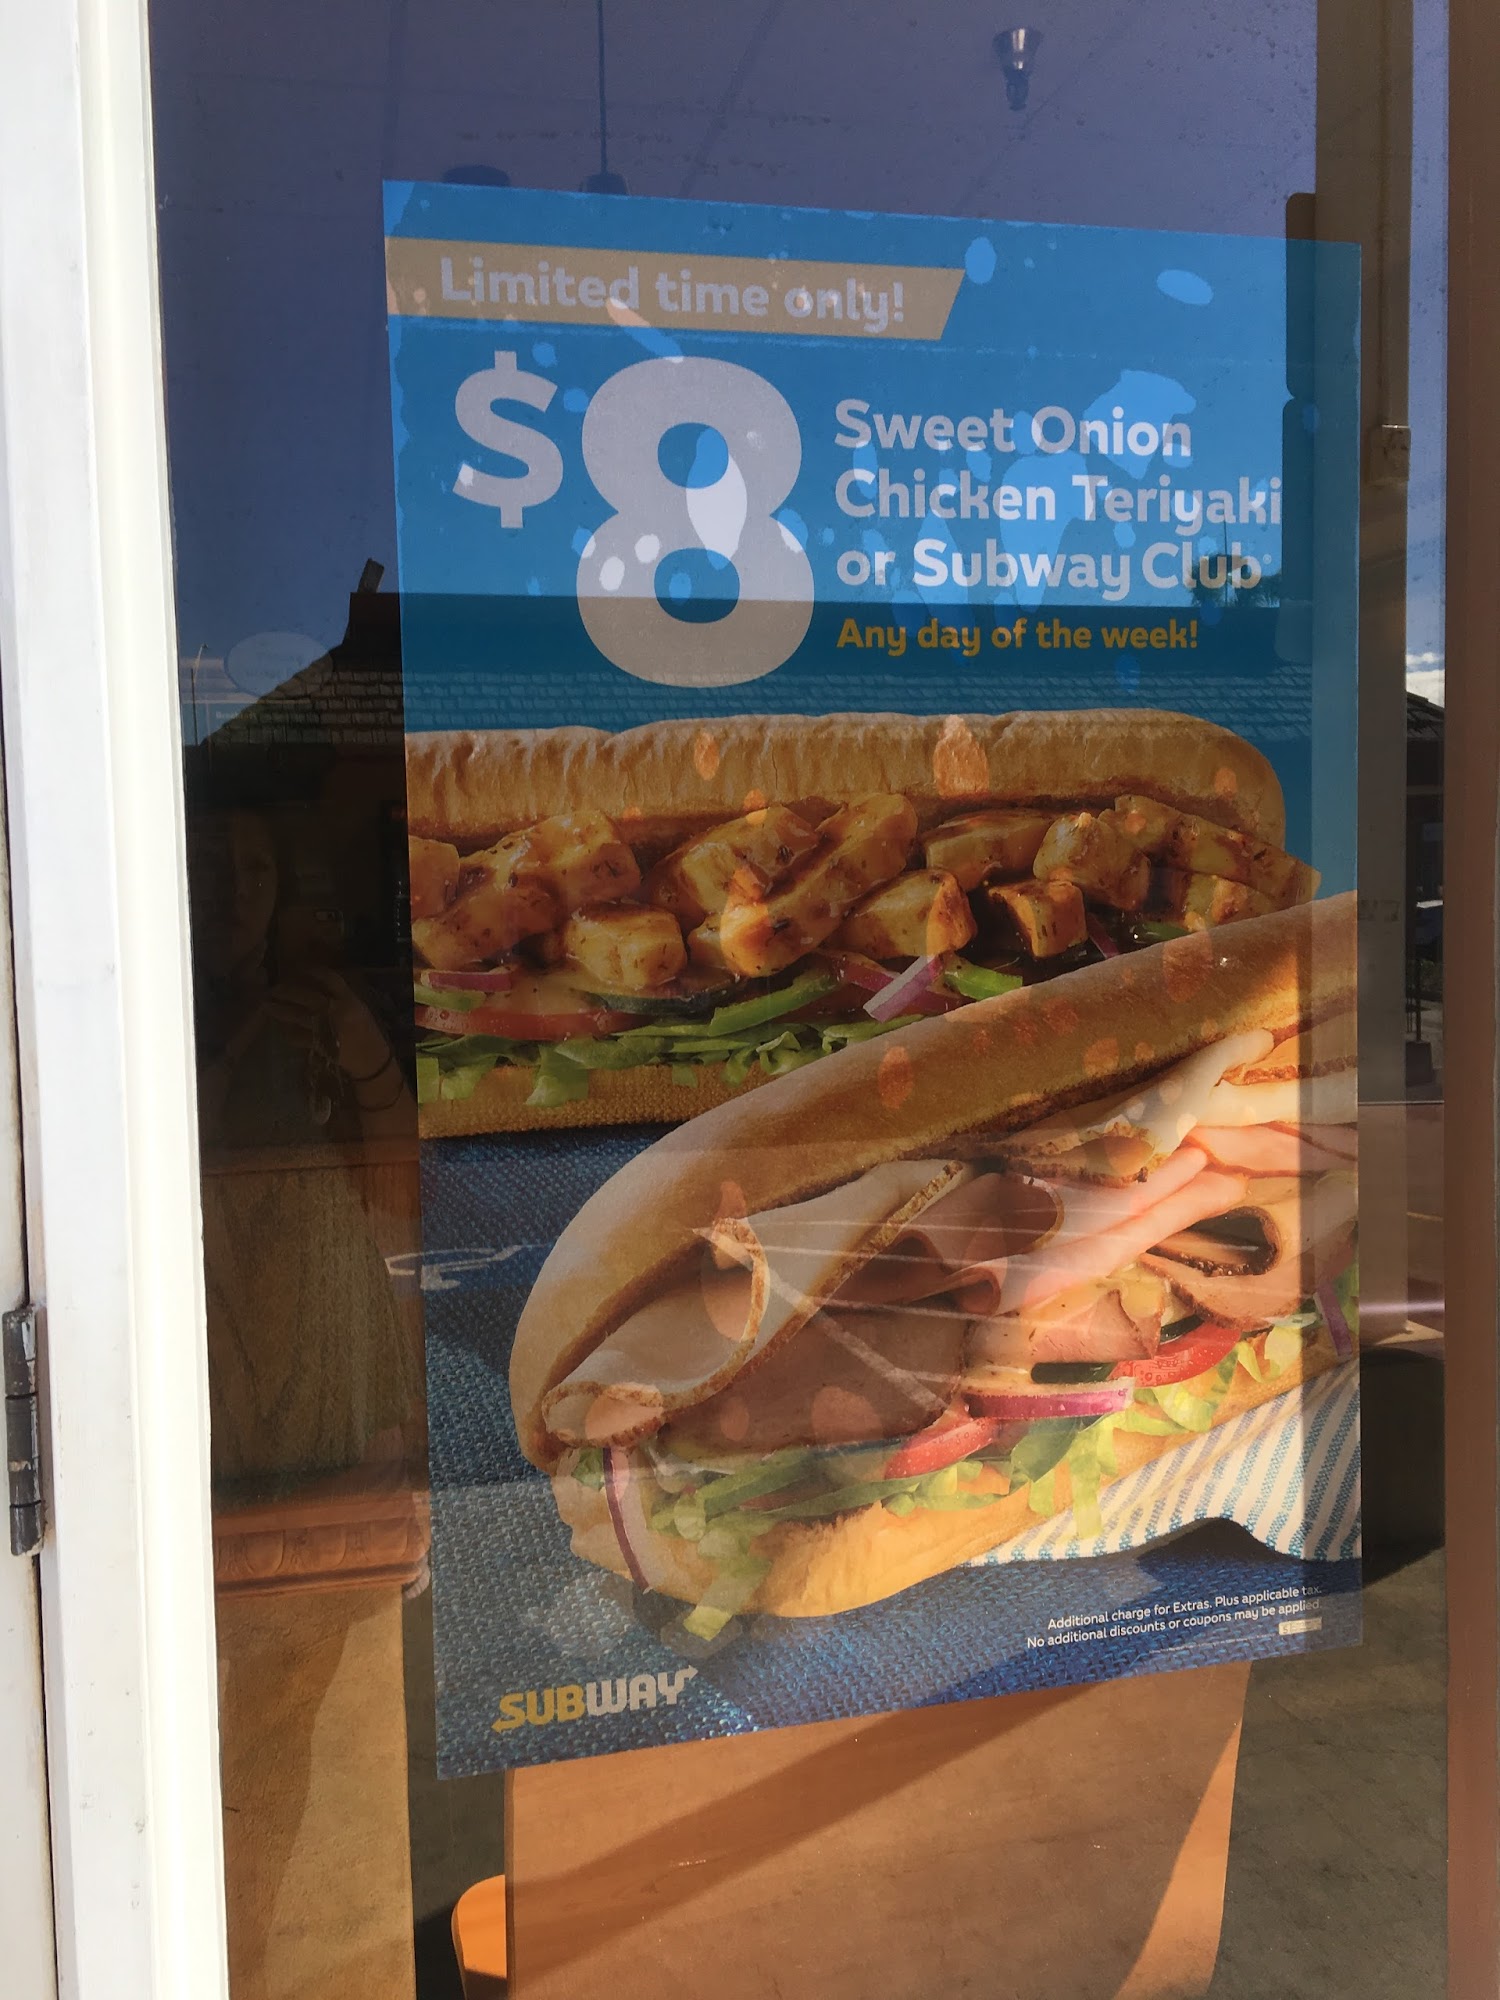 Limited time only!
$8
Sweet Onion
Chicken Teriyaki
or Subway Club®
Any day of the week!
Additional charge for Extras. Plus applicable tax.
No additional discounts or coupons may be applied.
SUBWAY